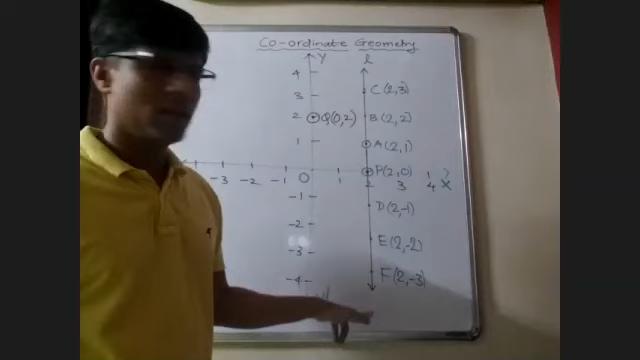 Co-ordinate Geometry
Y
l
4
C (2,3)
3
2
Q(0,2)
B (2,2)
1
A (2,1)
P(2,0)
-3 -2 -1 O 1 2 3 4 X
-1
D(2,-1)
-2
E(2,-2)
-3
F(2,-3)
-4